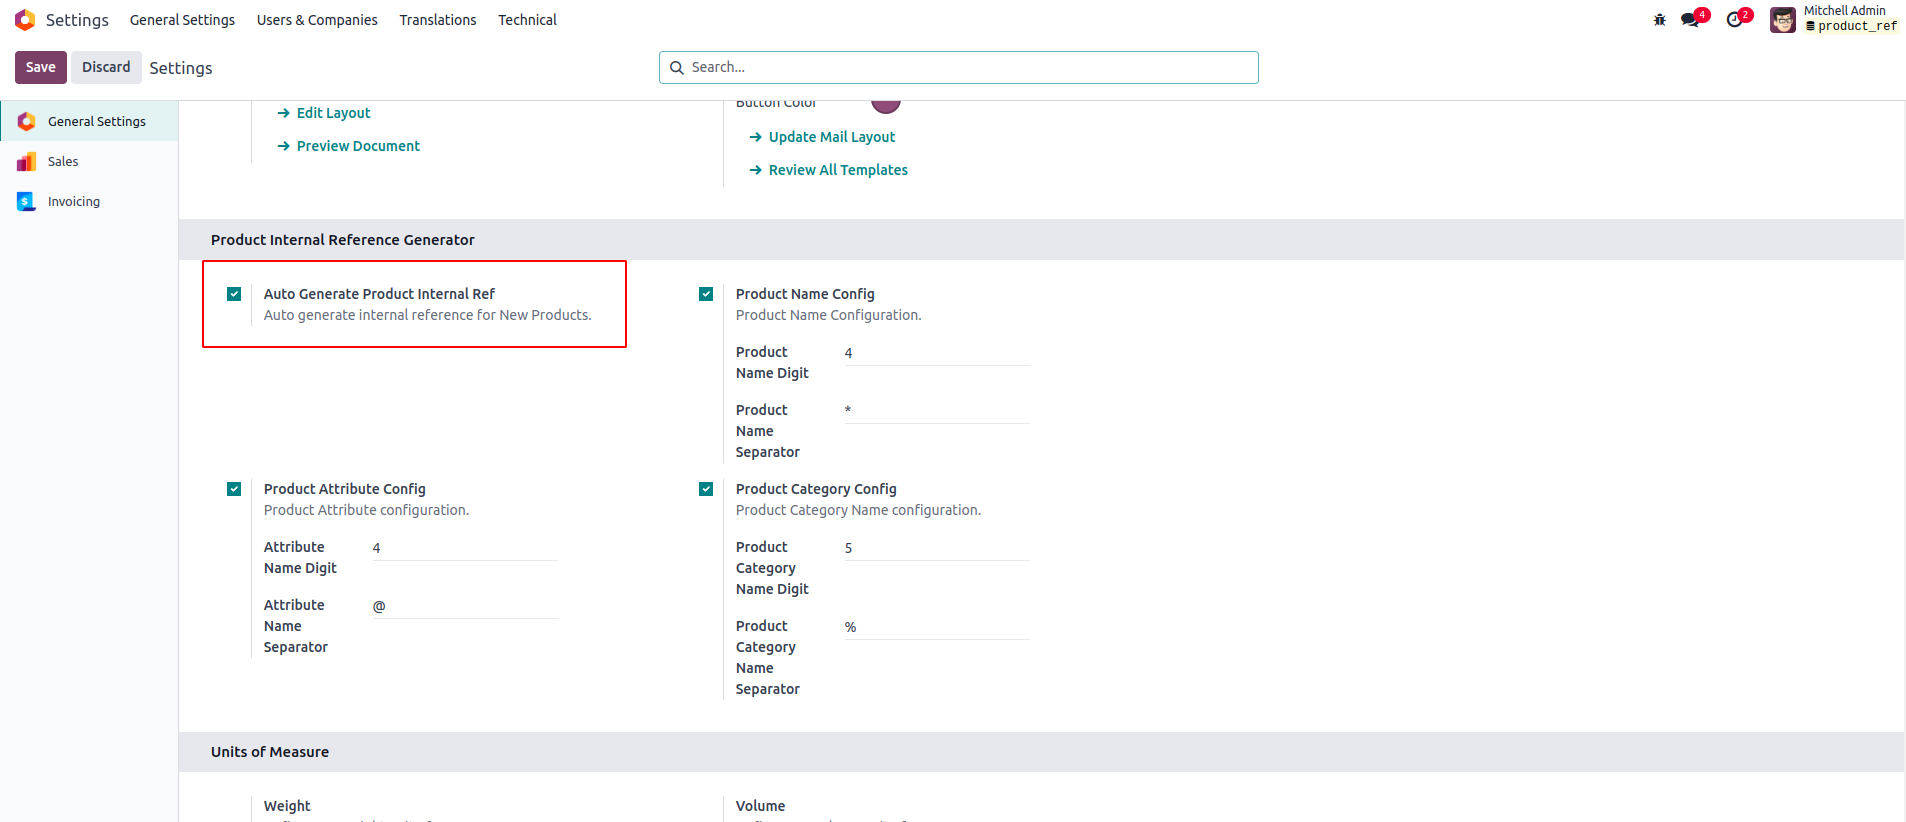 Settings General Settings Users & Companies Translations Technical 4 2 Mitchell Admin
product_ref
Save Discard Settings Search...
General Settings
Sales
Invoicing
Edit Layout
Preview Document
Button Color
Update Mail Layout
Review All Templates
Product Internal Reference Generator
Auto Generate Product Internal Ref
Auto generate internal reference for New Products.
Product Name Config
Product Name Configuration.
Product 4
Name Digit
Product *
Name
Separator
Product Attribute Config
Product Attribute configuration.
Attribute 4
Name Digit
Attribute @
Name
Separator
Product Category Config
Product Category Name configuration.
Product 5
Category
Name Digit
Product %
Category
Name
Separator
Units of Measure
Weight
Volume